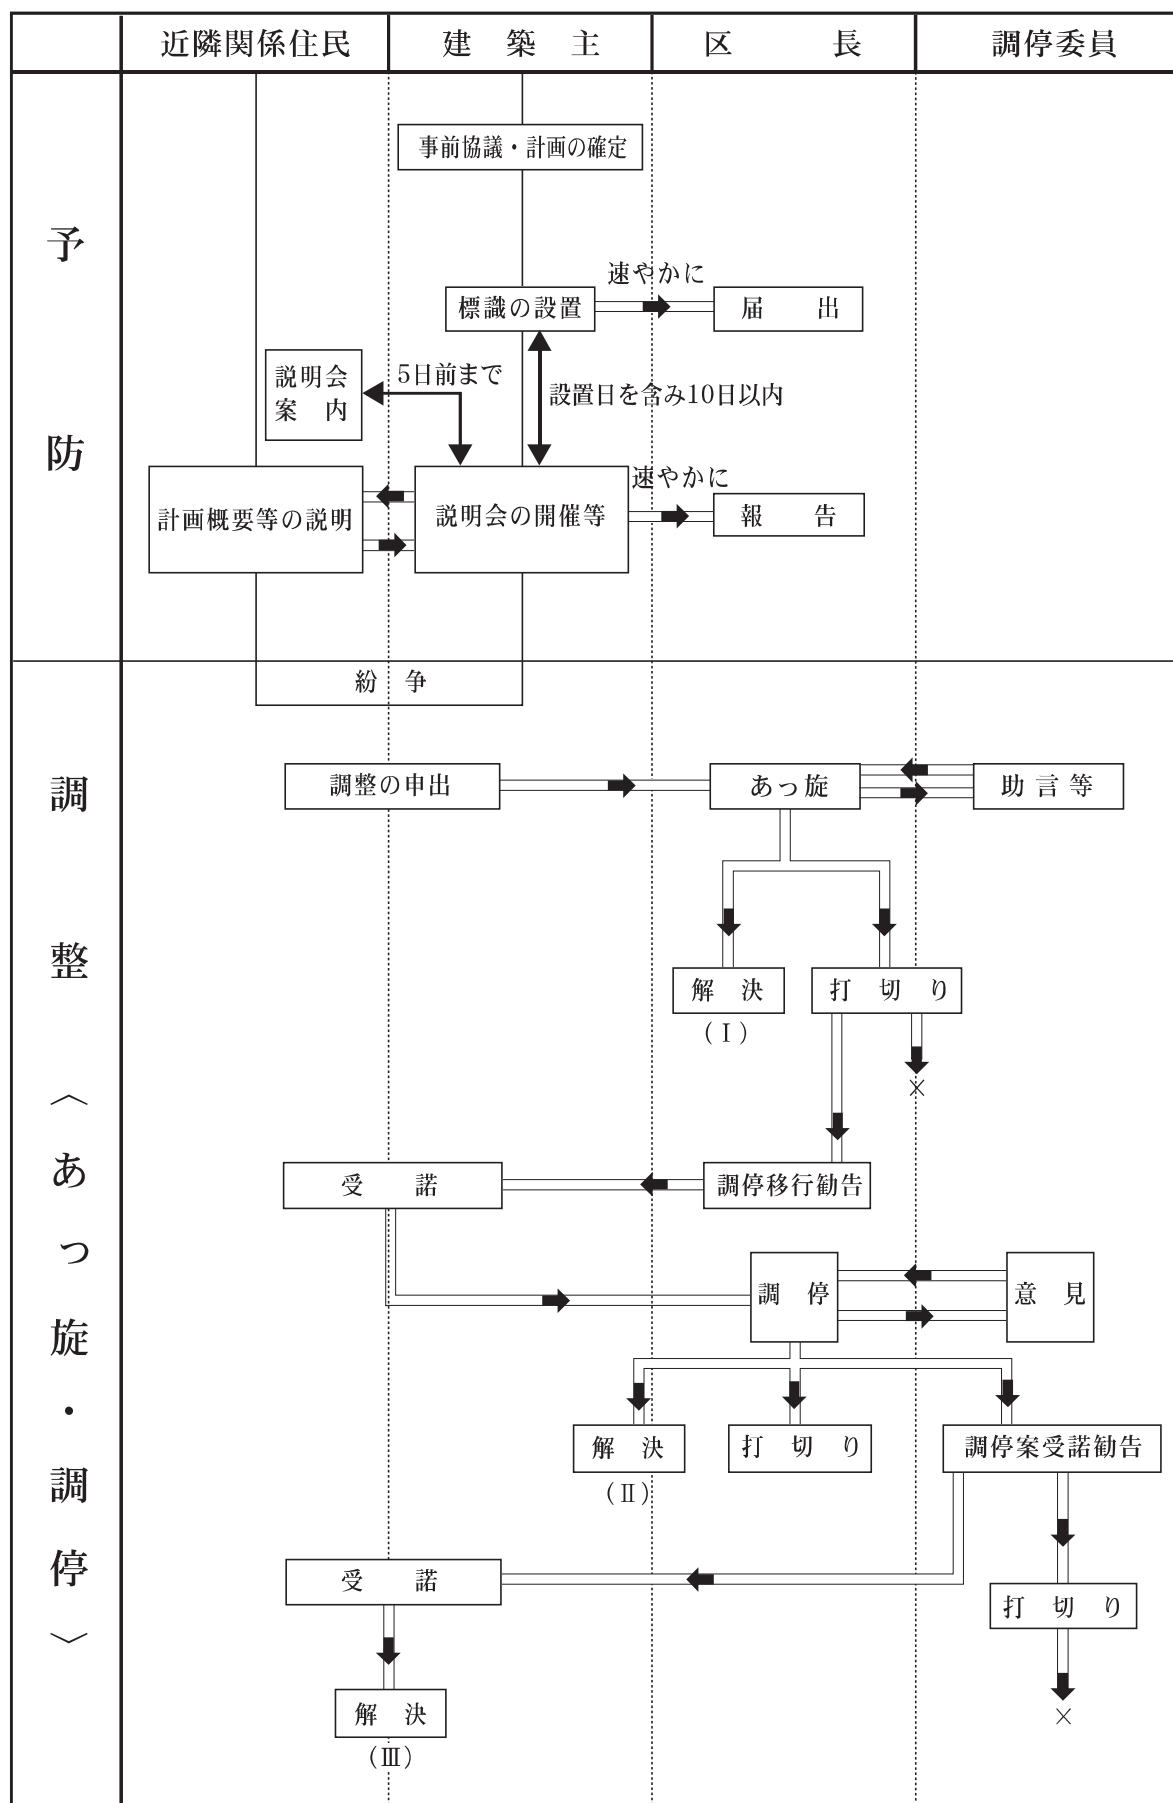 近隣関係住民
建築主
区長
調停委員
予防
事前協議・計画の確定
速やかに
標識の設置
届出
説明会
案内
5日前まで
設置日を含み10日以内
速やかに
計画概要等の説明
説明会の開催等
報告
紛争
調整〈あっ旋・調停〉
調整の申出
あっ旋
助言等
解決
打切り
(Ⅰ)
×
受諾
調停移行勧告
調停
意見
解決
打切り
調停案受諾勧告
(Ⅱ)
受諾
打切り
解決
×
(Ⅲ)